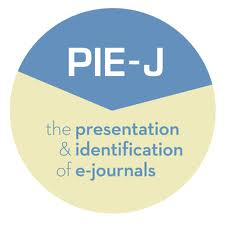 PIE-J
the presentation
& identification
of e-journals